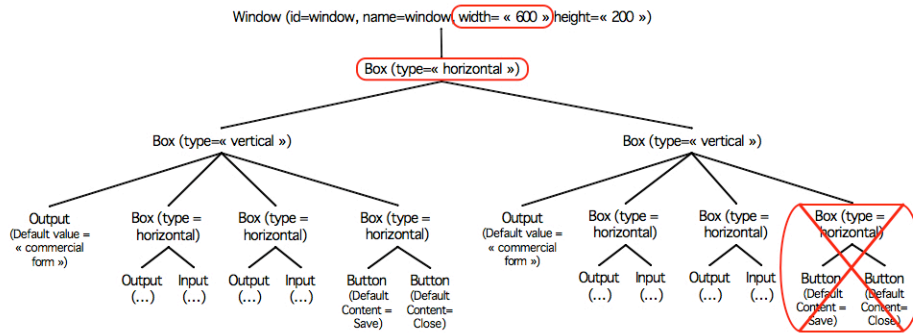 Window (id=window, name=window, width= « 600 » height=« 200 »)
Box (type=« horizontal »)
Box (type=« vertical »)
Box (type=« vertical »)
Output
(Default value =
« commercial
form »)
Box (type =
horizontal)
Box (type =
horizontal)
Box (type =
horizontal)
Output
(Default value =
« commercial
form »)
Box (type =
horizontal)
Box (type =
horizontal)
Box (type =
horizontal)
Output
(...)
Input
(...)
Output
(...)
Input
(...)
Button
(Default
Content =
Save)
Button
(Default
Content=
Close)
Output
(...)
Input
(...)
Output
(...)
Input
(...)
Button
(Default
Content =
Save)
Button
(Default
Content=
Close)